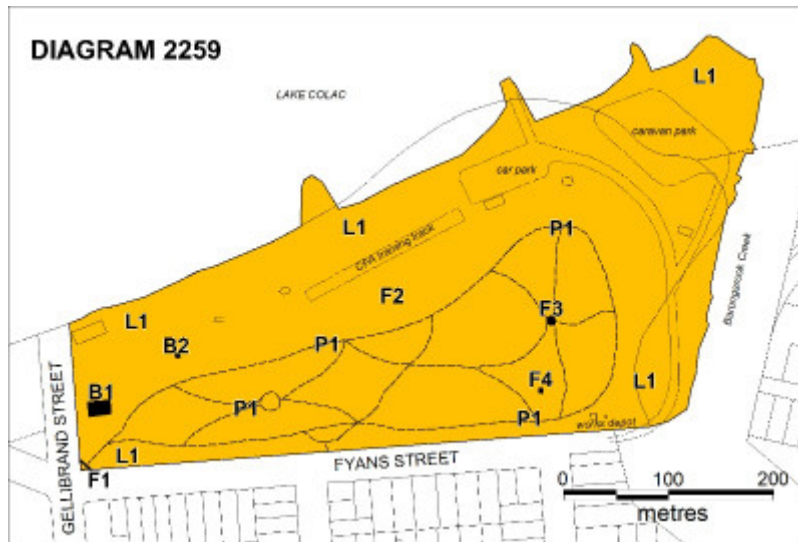 DIAGRAM 2259
LAKE COLAC
L1
caravan park
car park
L1
P1
CFA training track
F2
Barongarook Creek
L1
F3
B2
P1
F4
L1
B1
P1
P1
works depot
L1
GELLIBRAND STREET
F1
FYANS STREET
0 100 200
metres